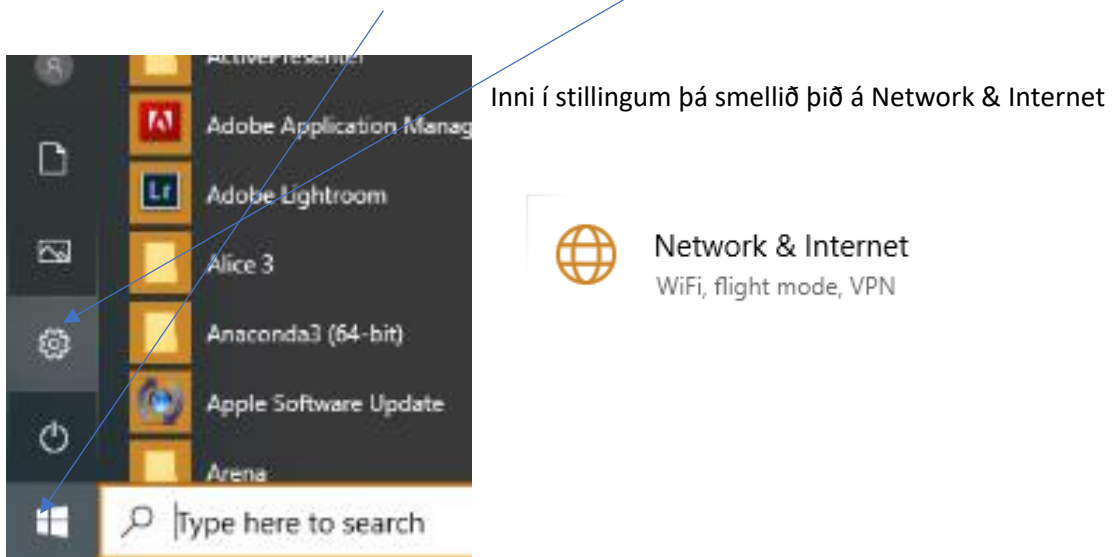 ActivePresenter
Inni í stillingum þá smellið þið á Network & Internet
Adobe Application Manag
Lr
Adobe Lightroom
Alice 3
Network & Internet
WiFi, flight mode, VPN
Anaconda3 (64-bit)
Apple Software Update
Arena
Type here to search